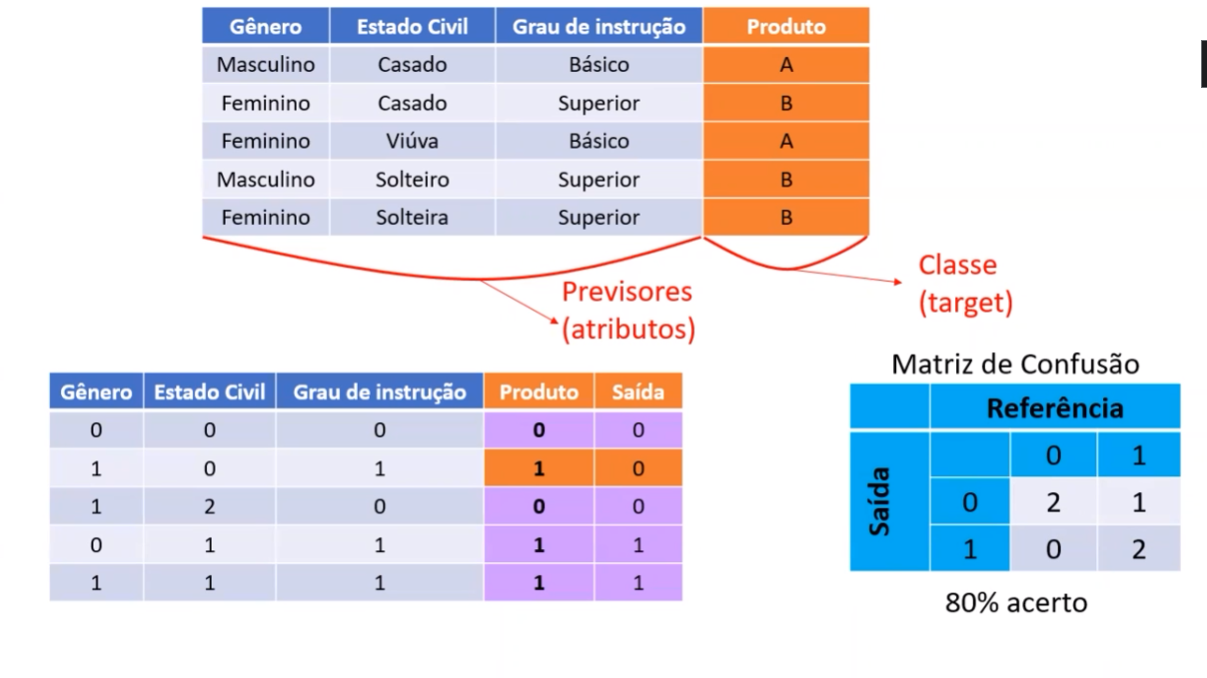 Gênero Estado Civil Grau de instrução Produto
Masculino Casado Básico A
Feminino Casado Superior B
Feminino Viúva Básico A
Masculino Solteiro Superior B
Feminino Solteira Superior B
Previsores
(atributos)
Classe
(target)
Gênero Estado Civil Grau de instrução Produto Saída
0 0 0 0 0
1 0 1 1 0
1 2 0 0 0
0 1 1 1 1
1 1 1 1 1
Matriz de Confusão
Referência
Saída
0 1
0 2 1
1 0 2
80% acerto